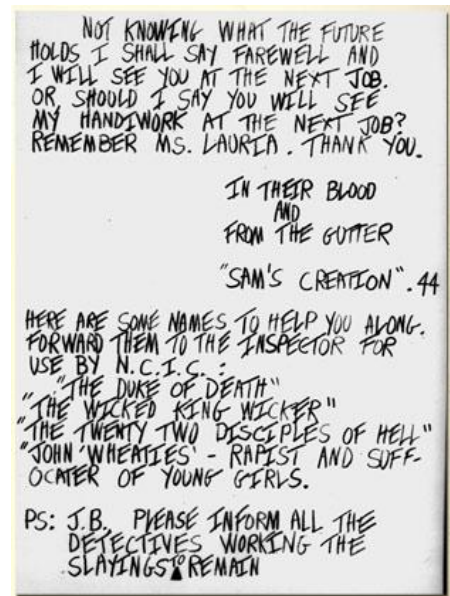 NOT KNOWING WHAT THE FUTURE
HOLDS I SHALL SAY FAREWELL AND
I WILL SEE YOU AT THE NEXT JOB.
OR, SHOULD I SAY YOU WILL SEE
MY HANDIWORK AT THE NEXT JOB?
REMEMBER MS. LAURIA. THANK YOU.
IN THEIR BLOOD
AND
FROM THE GUTTER
"SAM'S CREATION" .44
HERE ARE SOME NAMES TO HELP YOU ALONG.
FORWARD THEM TO THE INSPECTOR FOR
USE BY N.C.I.C. :
"THE DUKE OF DEATH"
"THE WICKED KING WICKER"
"THE TWENTY TWO DISCIPLES OF HELL"
"JOHN 'WHEATIES' - RAPIST AND SUFF-
OCATER OF YOUNG GIRLS.
PS: J.B. PLEASE INFORM ALL THE
DETECTIVES WORKING THE
SLAYINGS TO REMAIN